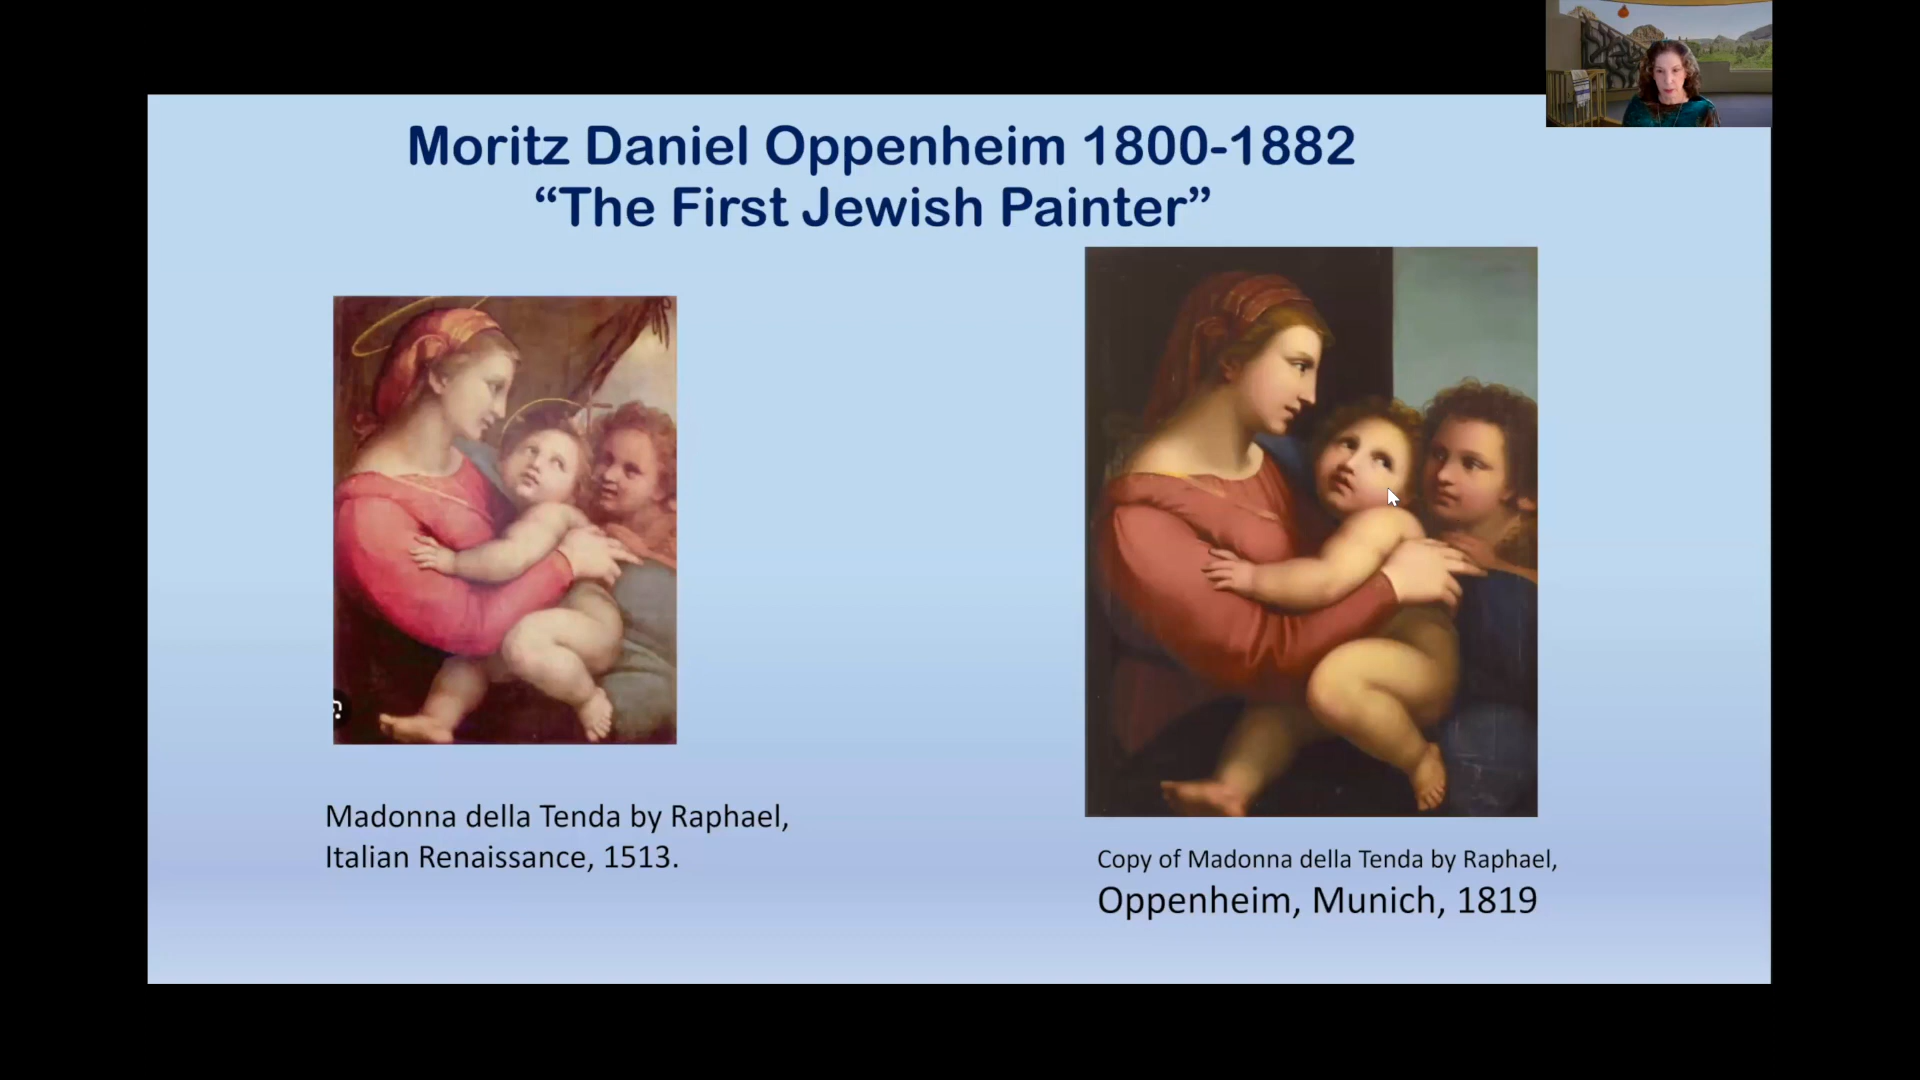 Moritz Daniel Oppenheim 1800-1882
“The First Jewish Painter”
Madonna della Tenda by Raphael,
Italian Renaissance, 1513.
Copy of Madonna della Tenda by Raphael,
Oppenheim, Munich, 1819